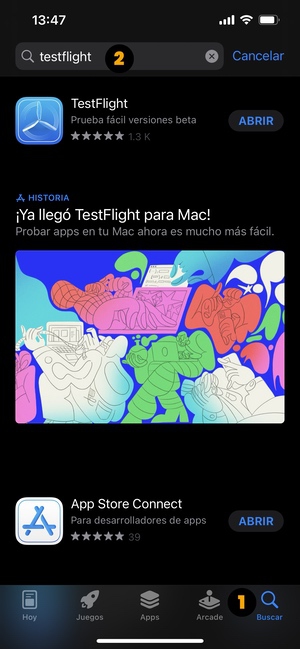 13:47
testflight
2
Cancelar
TestFlight
Prueba fácil versiones beta
1.3 K
ABRIR
HISTORIA
¡Ya llegó TestFlight para Mac!
Probar apps en tu Mac ahora es mucho más fácil.
App Store Connect
Para desarrolladores de apps
39
ABRIR
1
Hoy
Juegos
Apps
Arcade
Buscar